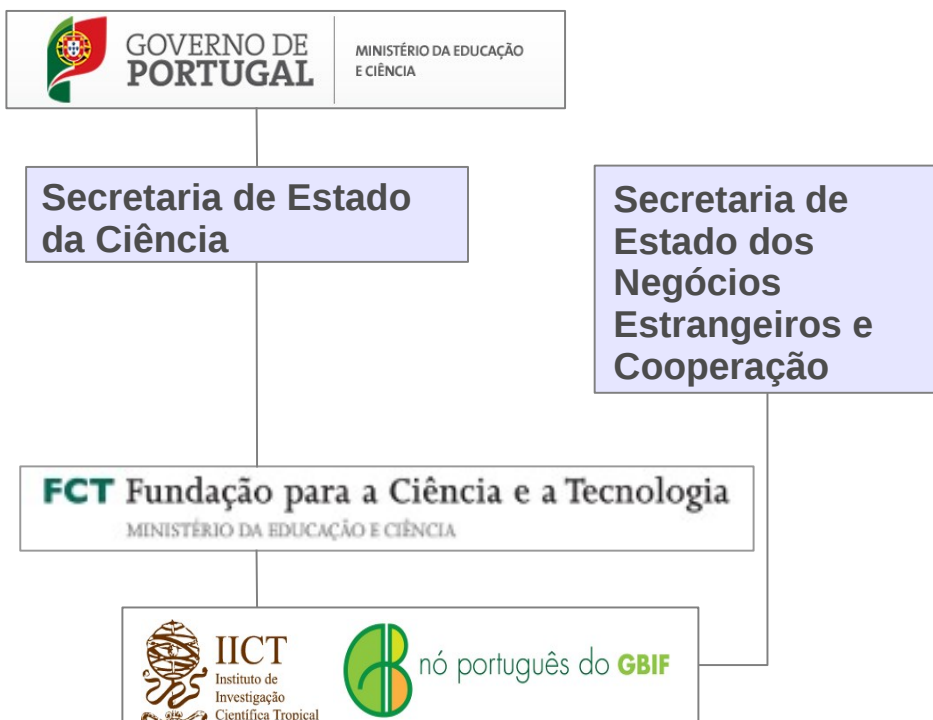 GOVERNO DE
PORTUGAL
MINISTÉRIO DA EDUCAÇÃO
E CIÊNCIA
Secretaria de Estado
da Ciência
Secretaria de
Estado dos
Negócios
Estrangeiros e
Cooperação
FCT Fundação para a Ciência e a Tecnologia
MINISTÉRIO DA EDUCAÇÃO E CIÊNCIA
IICT
Instituto de
Investigação
Científica Tropical
nó português do GBIF